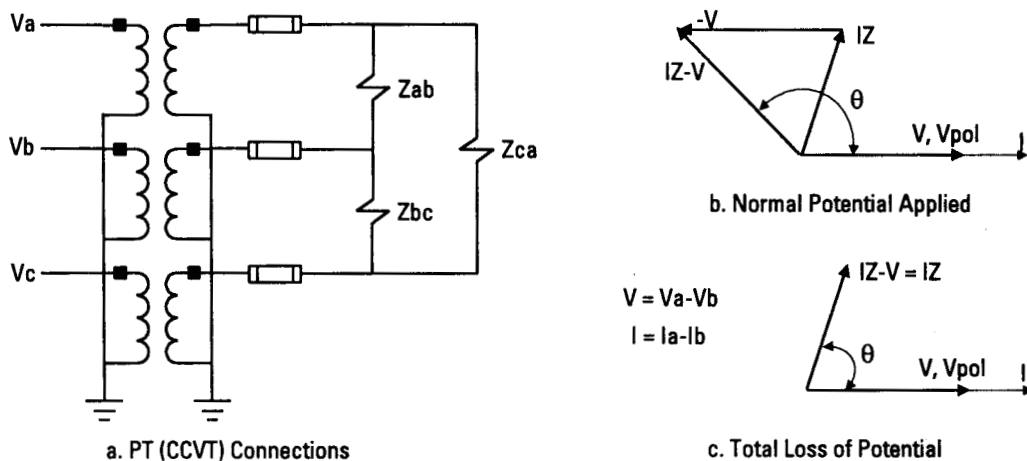 Va
Vb
Vc
Zab
Zbc
Zca
a. PT (CCVT) Connections
-V
IZ
IZ-V
θ
V, Vpol
I
b. Normal Potential Applied
V = Va-Vb
I = Ia-Ib
IZ-V = IZ
θ
V, Vpol
I
c. Total Loss of Potential